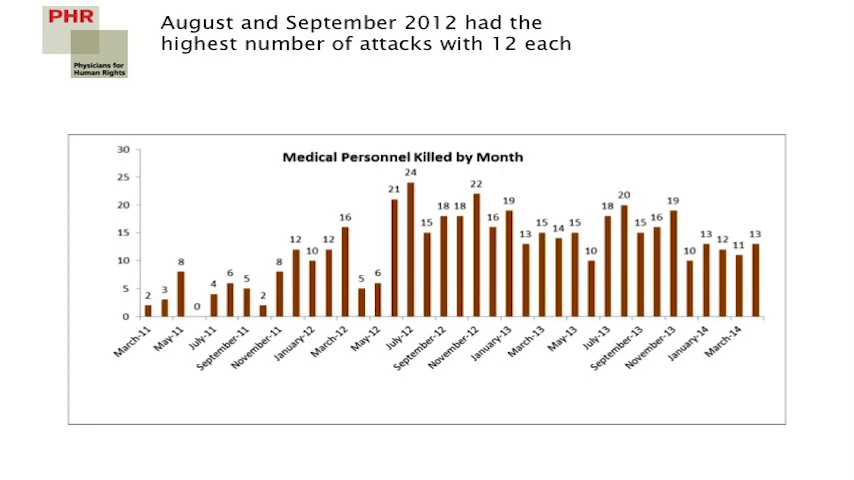 PHR
Physicians for
Human Rights
August and September 2012 had the
highest number of attacks with 12 each
Medical Personnel Killed by Month
30
25
20
15
10
5
0
2
3
8
0
4
6
5
2
8
12
10
12
16
5
6
21
24
15
18
18
22
16
19
13
15
14
15
10
18
20
15
16
19
10
13
12
11
13
March-11
May-11
July-11
September-11
November-11
January-12
March-12
May-12
July-12
September-12
November-12
January-13
March-13
May-13
July-13
September-13
November-13
January-14
March-14